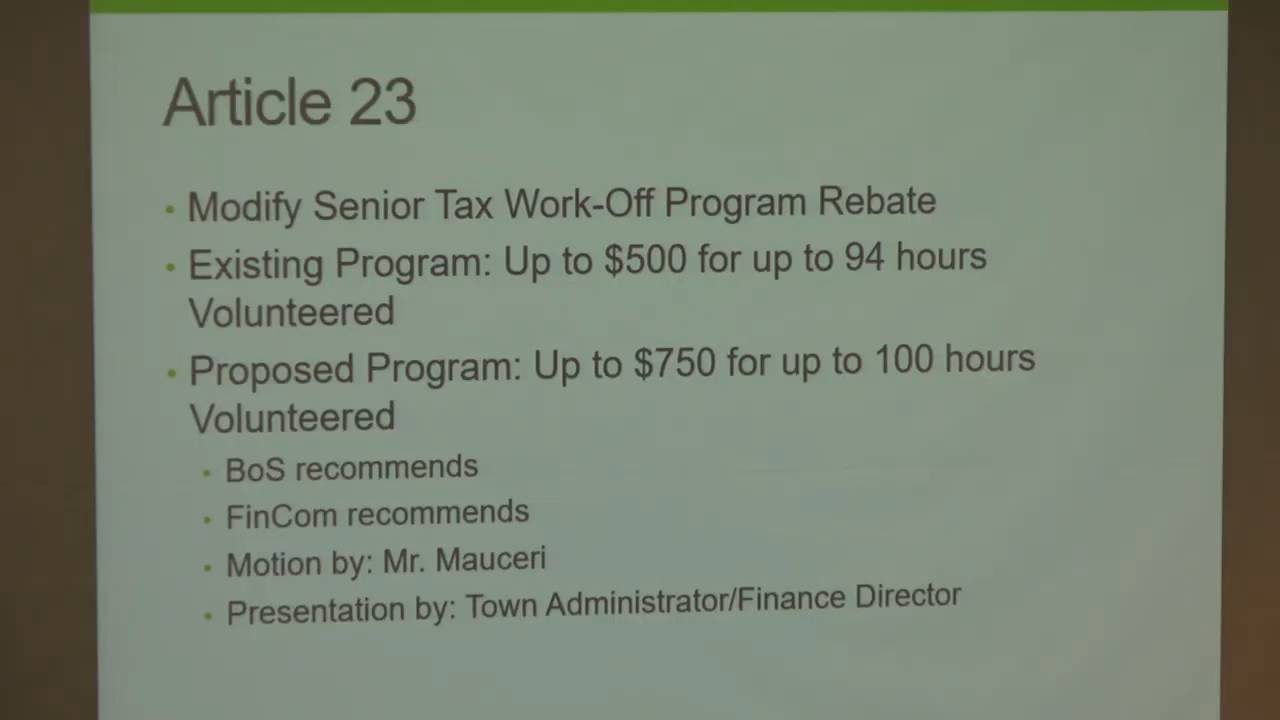 Article 23
• Modify Senior Tax Work-Off Program Rebate
• Existing Program: Up to $500 for up to 94 hours
Volunteered
• Proposed Program: Up to $750 for up to 100 hours
Volunteered
• BoS recommends
• FinCom recommends
• Motion by: Mr. Mauceri
• Presentation by: Town Administrator/Finance Director